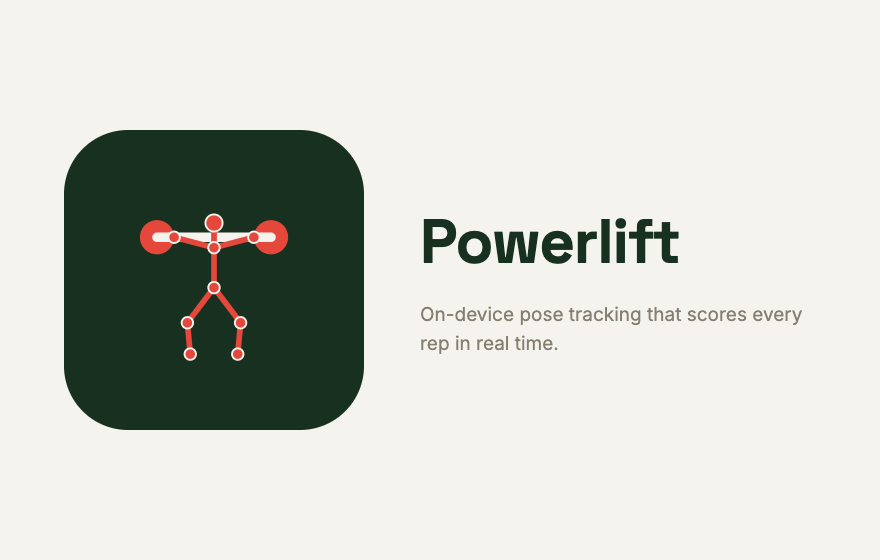 Powerlift
On-device pose tracking that scores every
rep in real time.